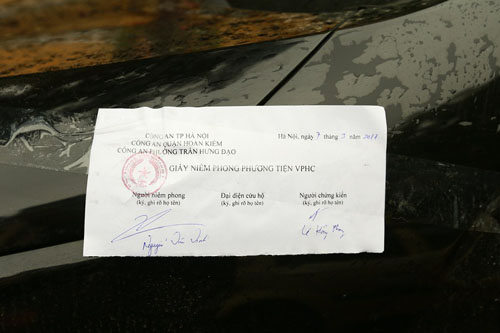 CÔNG AN TP HÀ NỘI
CÔNG AN QUẬN HOÀN KIẾM
CÔNG AN PHƯỜNG TRẦN HƯNG ĐẠO
Hà Nội, ngày 7 tháng 3 năm 2017
GIẤY NIÊM PHONG PHƯƠNG TIỆN VPHC
Người niêm phong Đại diện cứu hộ Người chứng kiến
(ký, ghi rõ họ tên) (ký, ghi rõ họ tên) (ký, ghi rõ họ tên)